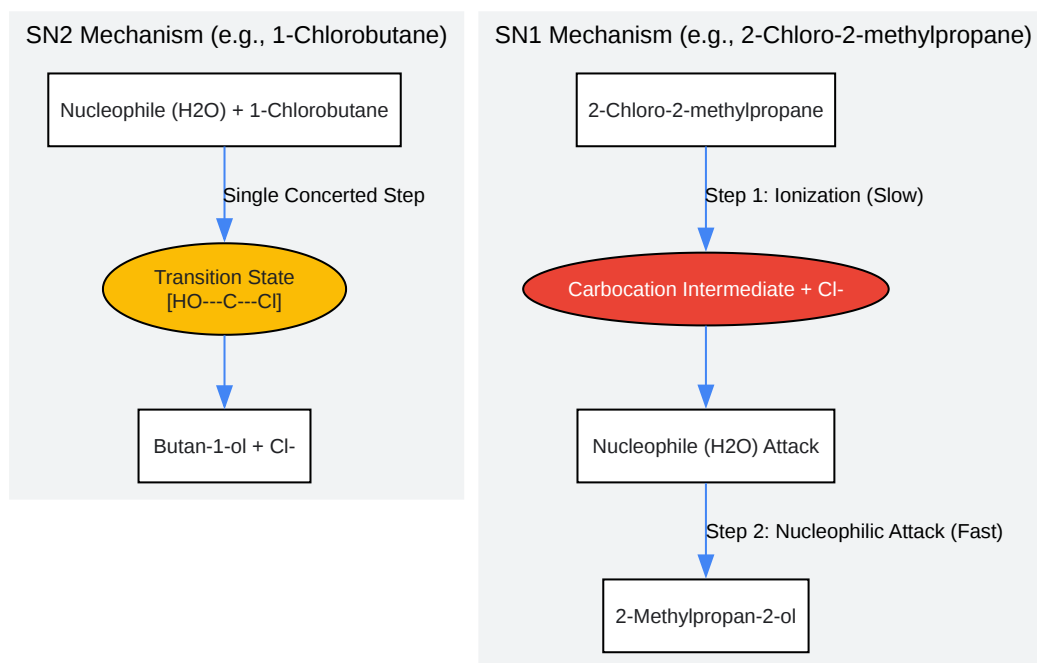 SN2 Mechanism (e.g., 1-Chlorobutane)
Nucleophile (H2O) + 1-Chlorobutane
Single Concerted Step
Transition State
[HO---C---Cl]
Butan-1-ol + Cl-
SN1 Mechanism (e.g., 2-Chloro-2-methylpropane)
2-Chloro-2-methylpropane
Step 1: Ionization (Slow)
Carbocation Intermediate + Cl-
Nucleophile (H2O) Attack
Step 2: Nucleophilic Attack (Fast)
2-Methylpropan-2-ol